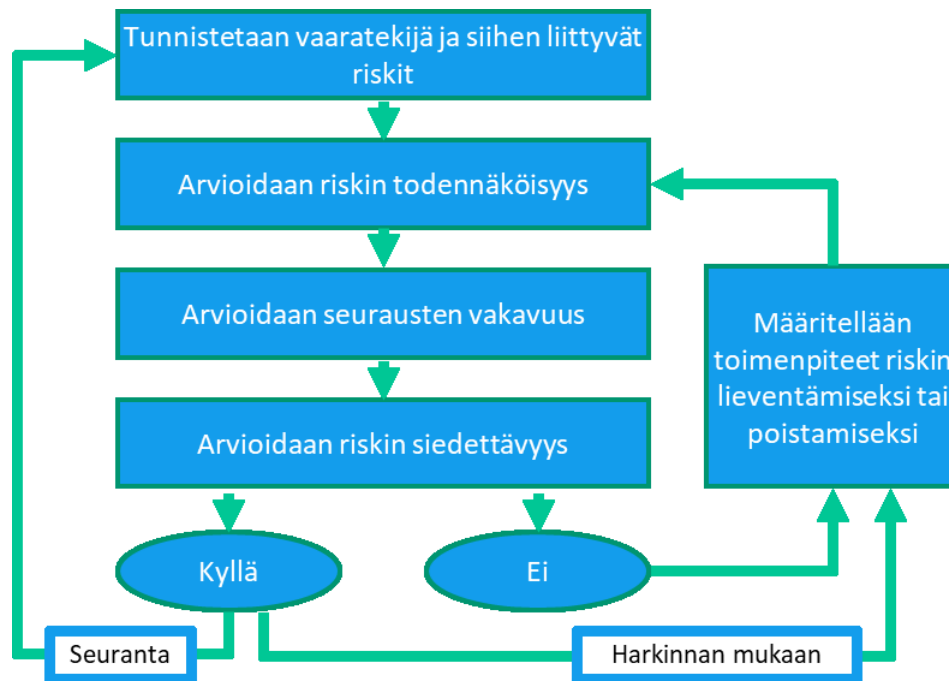 Tunnistetaan vaaratekijä ja siihen liittyvät
riskit
Arvioidaan riskin todennäköisyys
Arvioidaan seurausten vakavuus
Määritellään
toimenpiteet riskin
lieventämiseksi tai
poistamiseksi
Arvioidaan riskin siedettävyys
Kyllä
Ei
Seuranta
Harkinnan mukaan